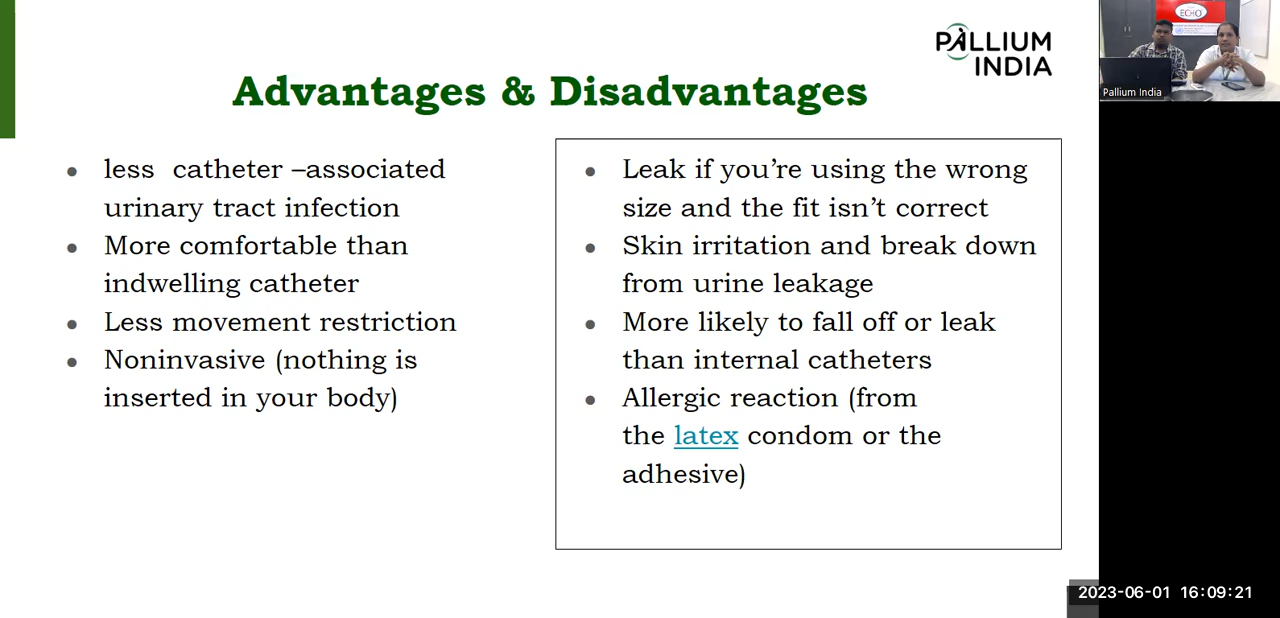 PALLIUM
INDIA
Advantages & Disadvantages
less catheter –associated
urinary tract infection
More comfortable than
indwelling catheter
Less movement restriction
Noninvasive (nothing is
inserted in your body)
Leak if you’re using the wrong
size and the fit isn’t correct
Skin irritation and break down
from urine leakage
More likely to fall off or leak
than internal catheters
Allergic reaction (from
the latex condom or the
adhesive)
ECHO
Pallium India
2023-06-01 16:09:21